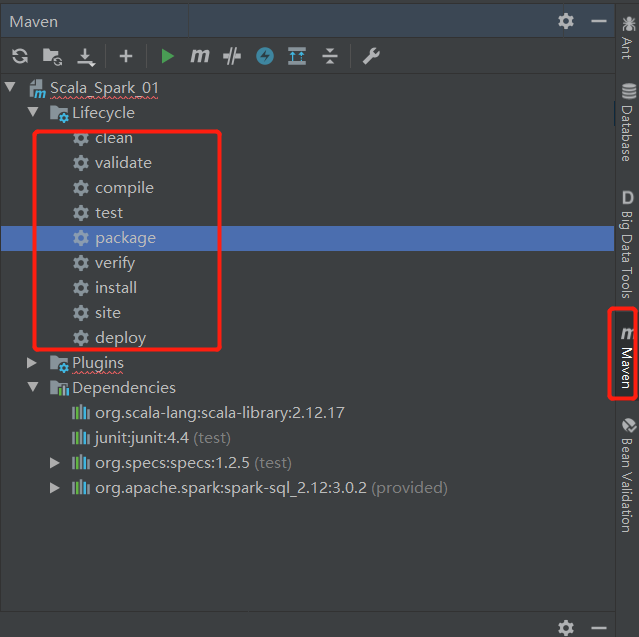 Maven
Scala_Spark_01
Lifecycle
clean
validate
compile
test
package
verify
install
site
deploy
Plugins
Dependencies
org.scala-lang:scala-library:2.12.17
junit:junit:4.4 (test)
org.specs:specs:1.2.5 (test)
org.apache.spark:spark-sql_2.12:3.0.2 (provided)
Ant
Database
D
Big Data Tools
m
Maven
Bean Validation